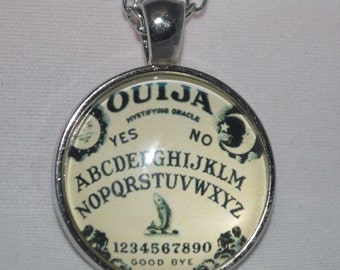 OUIJA
MYSTIFYING ORACLE
YES NO
ABCDEFGHIJKLM
NOPQRSTUVWXYZ
1234567890
GOOD BYE